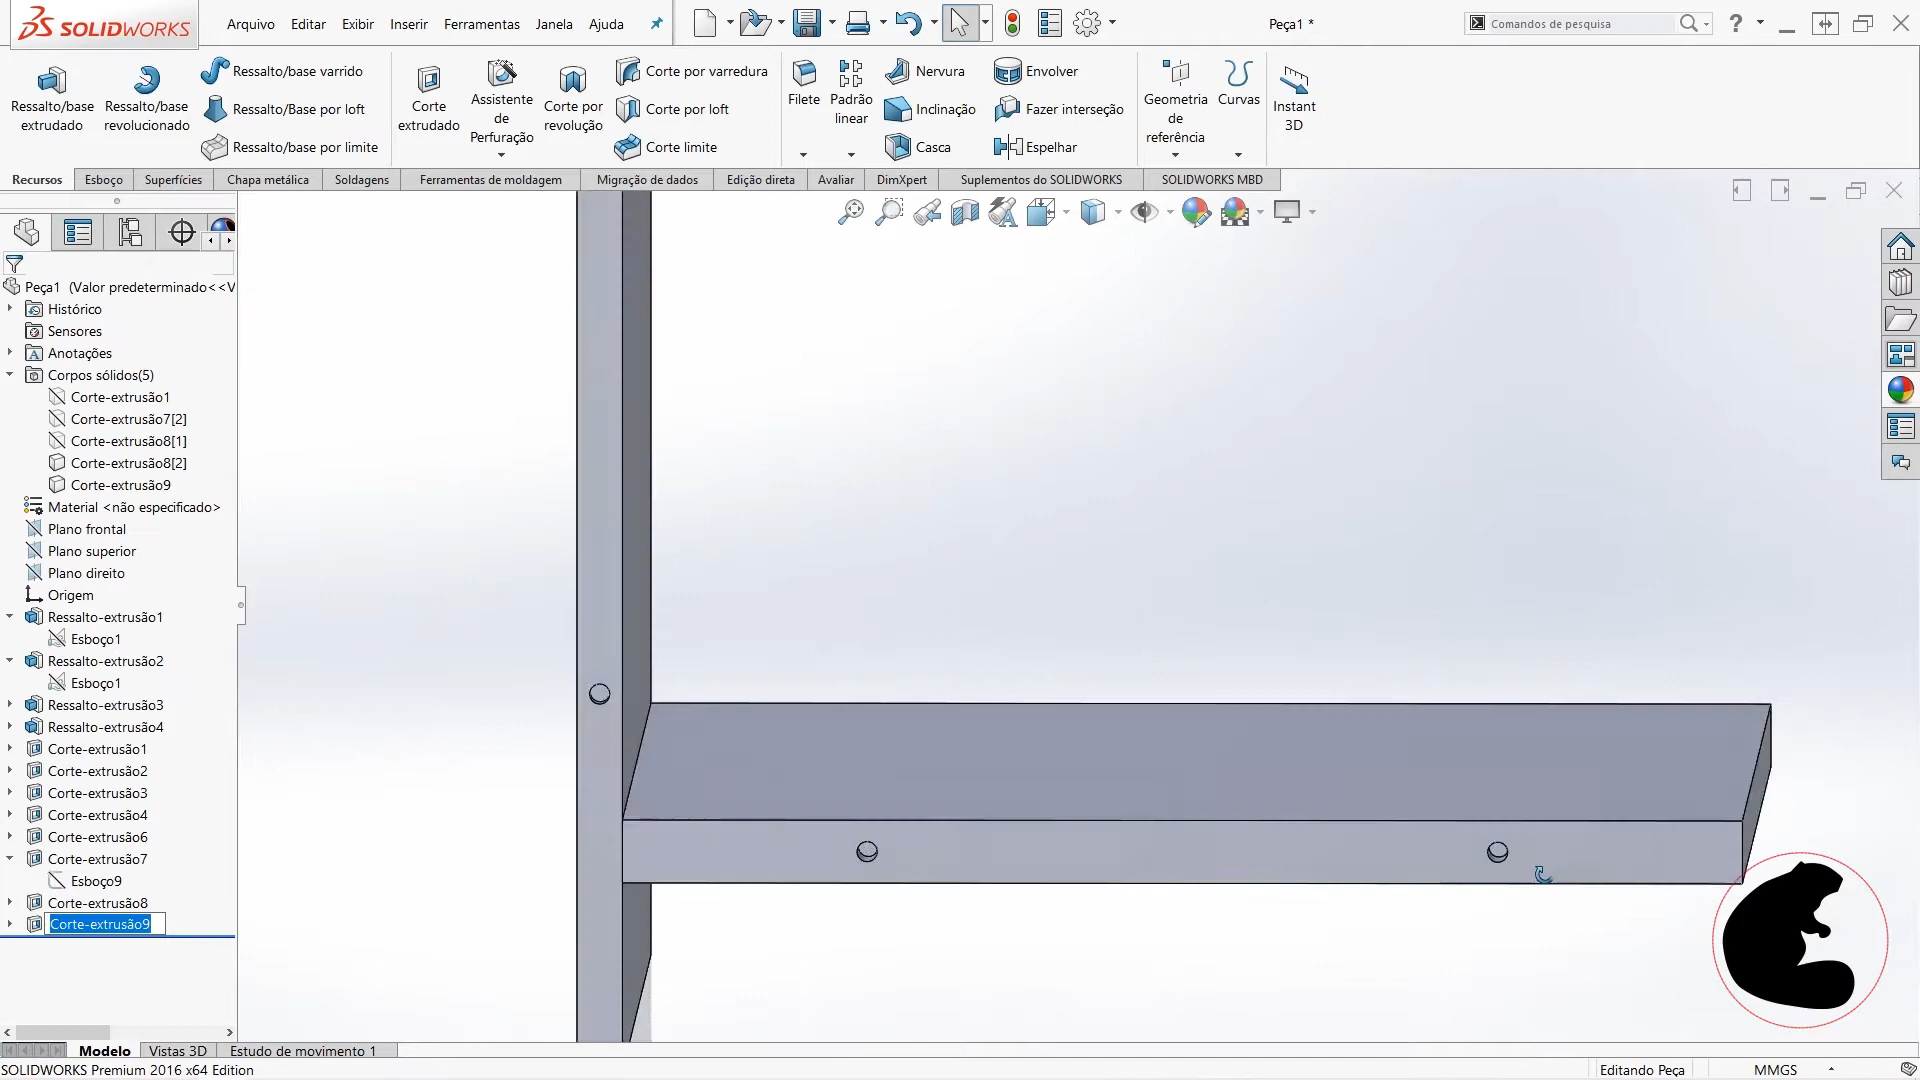 SOLIDWORKS
Arquivo Editar Exibir Inserir Ferramentas Janela Ajuda
Peça1 *
Comandos de pesquisa
?
Ressalto/base extrudado
Ressalto/base revolucionado
Ressalto/base varrido
Ressalto/Base por loft
Ressalto/base por limite
Corte extrudado
Assistente de Perfuração
Corte por revolução
Corte por varredura
Corte por loft
Corte limite
Filete
Padrão linear
Nervura
Inclinação
Casca
Envolver
Fazer interseção
Espelhar
Geometria de referência
Curvas
Instant 3D
Recursos Esboço Superfícies Chapa metálica Soldagens Ferramentas de moldagem Migração de dados Edição direta Avaliar DimXpert Suplementos do SOLIDWORKS SOLIDWORKS MBD
Peça1 (Valor predeterminado<<V
Histórico
Sensores
Anotações
Corpos sólidos(5)
Corte-extrusão1
Corte-extrusão7[2]
Corte-extrusão8[1]
Corte-extrusão8[2]
Corte-extrusão9
Material <não especificado>
Plano frontal
Plano superior
Plano direito
Origem
Ressalto-extrusão1
Esboço1
Ressalto-extrusão2
Esboço1
Ressalto-extrusão3
Ressalto-extrusão4
Corte-extrusão1
Corte-extrusão2
Corte-extrusão3
Corte-extrusão4
Corte-extrusão6
Corte-extrusão7
Esboço9
Corte-extrusão8
Corte-extrusão9
Modelo Vistas 3D Estudo de movimento 1
SOLIDWORKS Premium 2016 x64 Edition
Editando Peça
MMGS